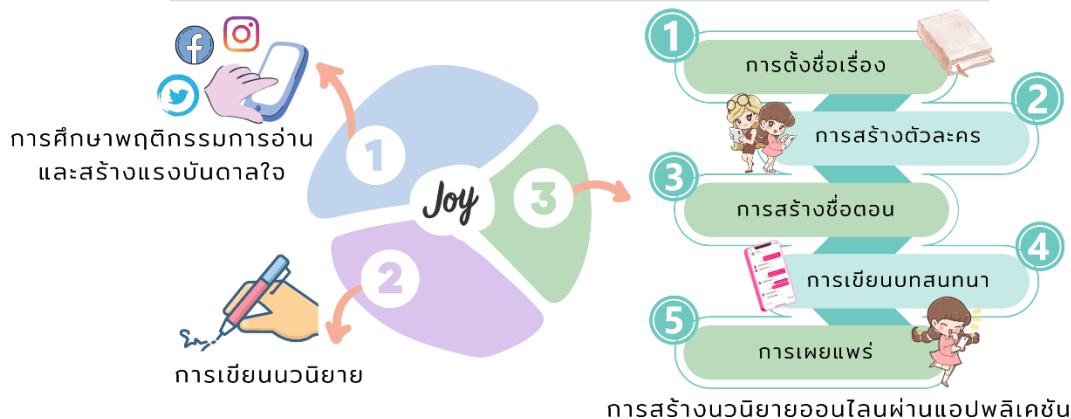 1
การศึกษาพฤติกรรมการอ่าน
และสร้างแรงบันดาลใจ
2
การเขียนนวนิยาย
Joy
3
1
การตั้งชื่อเรื่อง
2
การสร้างตัวละคร
3
การสร้างชื่อตอน
4
การเขียนบทสนทนา
5
การเผยแพร่
การสร้างนวนิยายออนไลนผ่านแอปพลิเคชัน